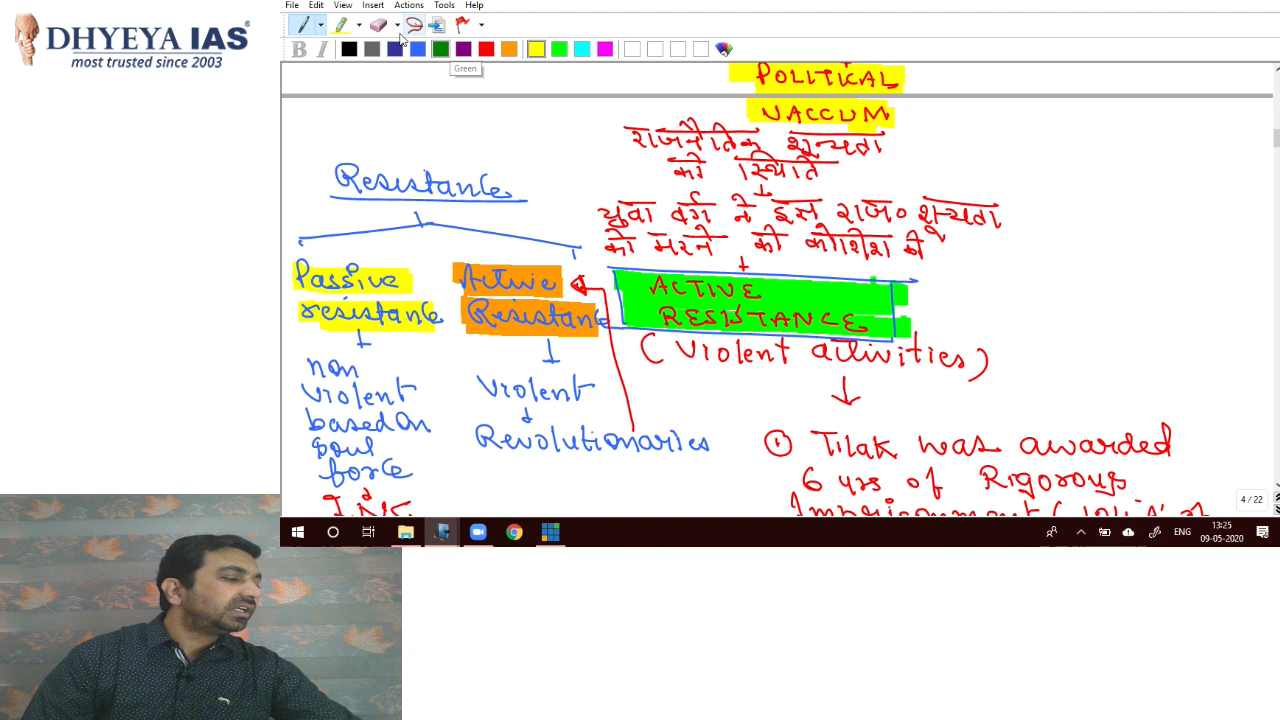 DHYEYA IAS®
most trusted since 2003
File Edit View Insert Actions Tools Help
B I
Green
POLITICAL
VACCUM
राजनैतिक शून्यता
की स्थिति
युवा वर्ग ने इस राज० शून्यता
को भरने की कोशिश की
ACTIVE
RESISTANCE
(Violent activities)
① Tilak was awarded
6 yrs of Rigorous
Imprisonment
Resistance
Passive
resistance
non
violent
based on
soul
force
Active
Resistance
Violent
Revolutionaries
4 / 22
ENG
13:25
09-05-2020